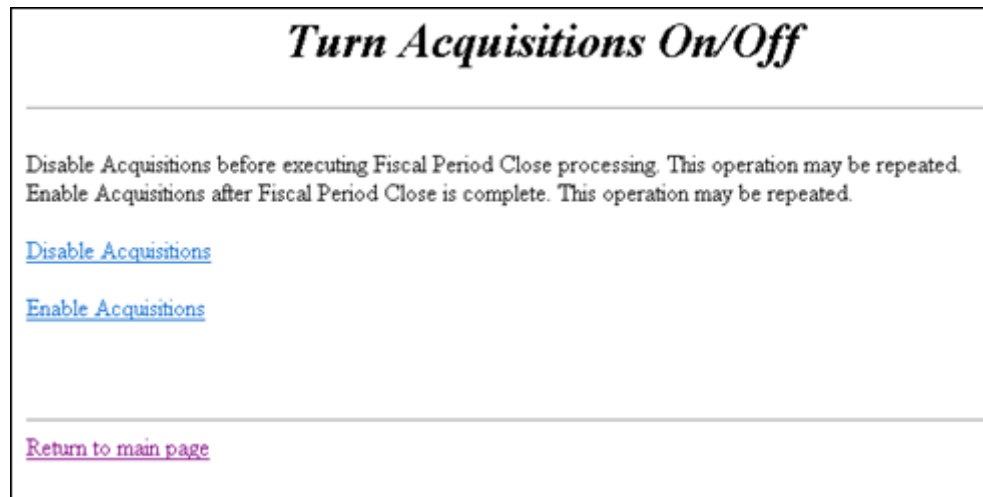 Turn Acquisitions On/Off
Disable Acquisitions before executing Fiscal Period Close processing. This operation may be repeated.
Enable Acquisitions after Fiscal Period Close is complete. This operation may be repeated.
Disable Acquisitions
Enable Acquisitions
Return to main page